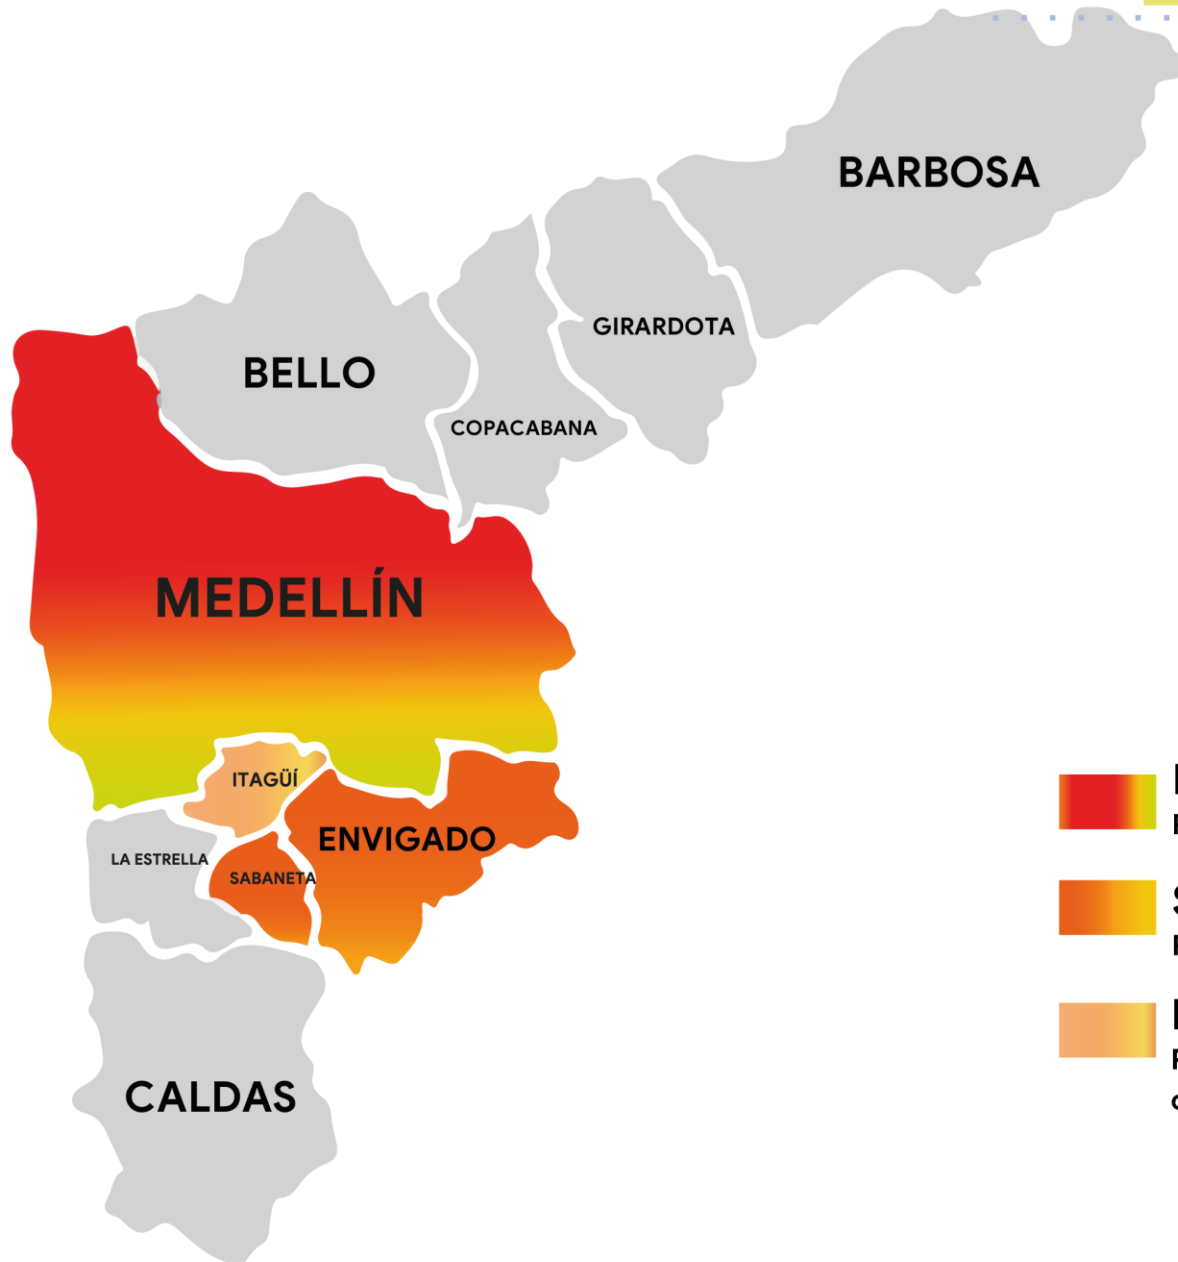 BARBOSA
GIRARDOTA
BELLO
COPACABANA
MEDELLÍN
ITAGÜÍ
ENVIGADO
LA ESTRELLA
SABANETA
CALDAS